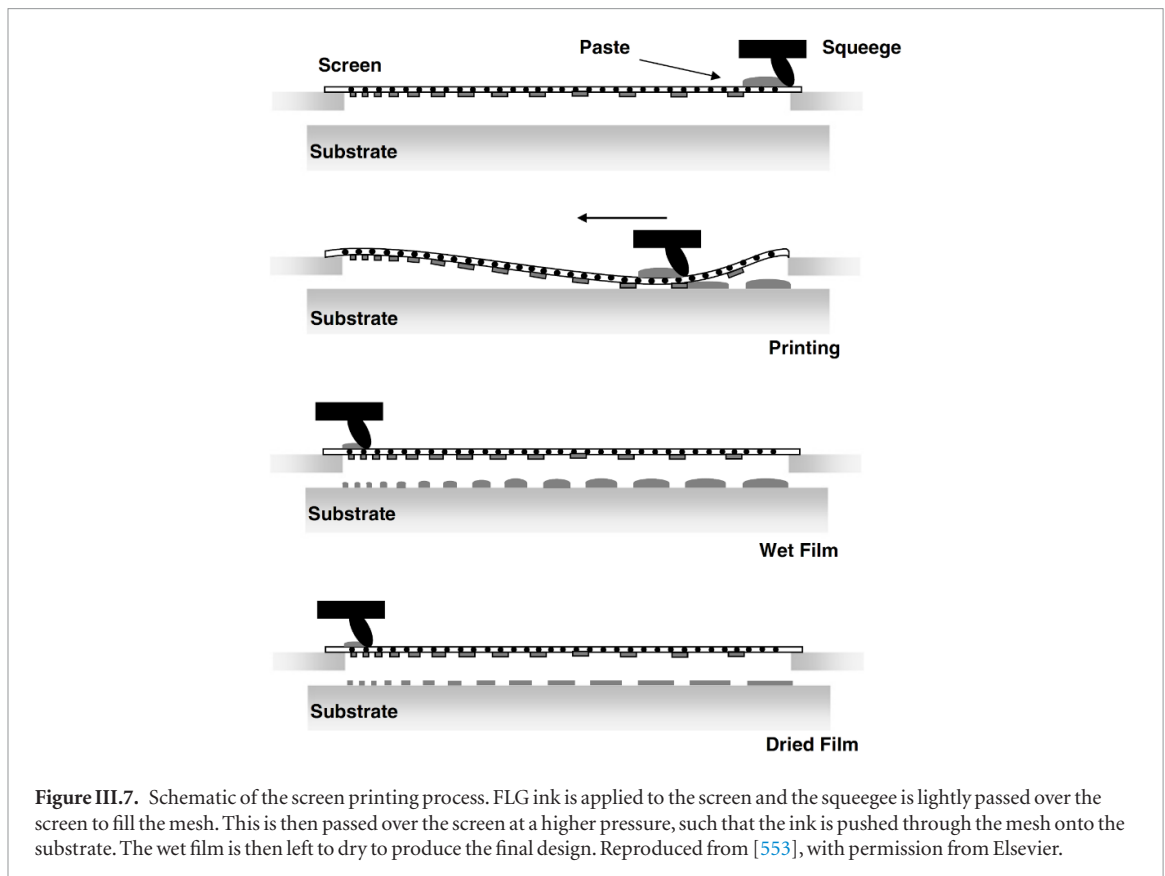 Paste
Squeege
Screen
Substrate
Substrate
Printing
Substrate
Wet Film
Substrate
Dried Film
Figure III.7. Schematic of the screen printing process. FLG ink is applied to the screen and the squeegee is lightly passed over the
screen to fill the mesh. This is then passed over the screen at a higher pressure, such that the ink is pushed through the mesh onto the
substrate. The wet film is then left to dry to produce the final design. Reproduced from [553], with permission from Elsevier.